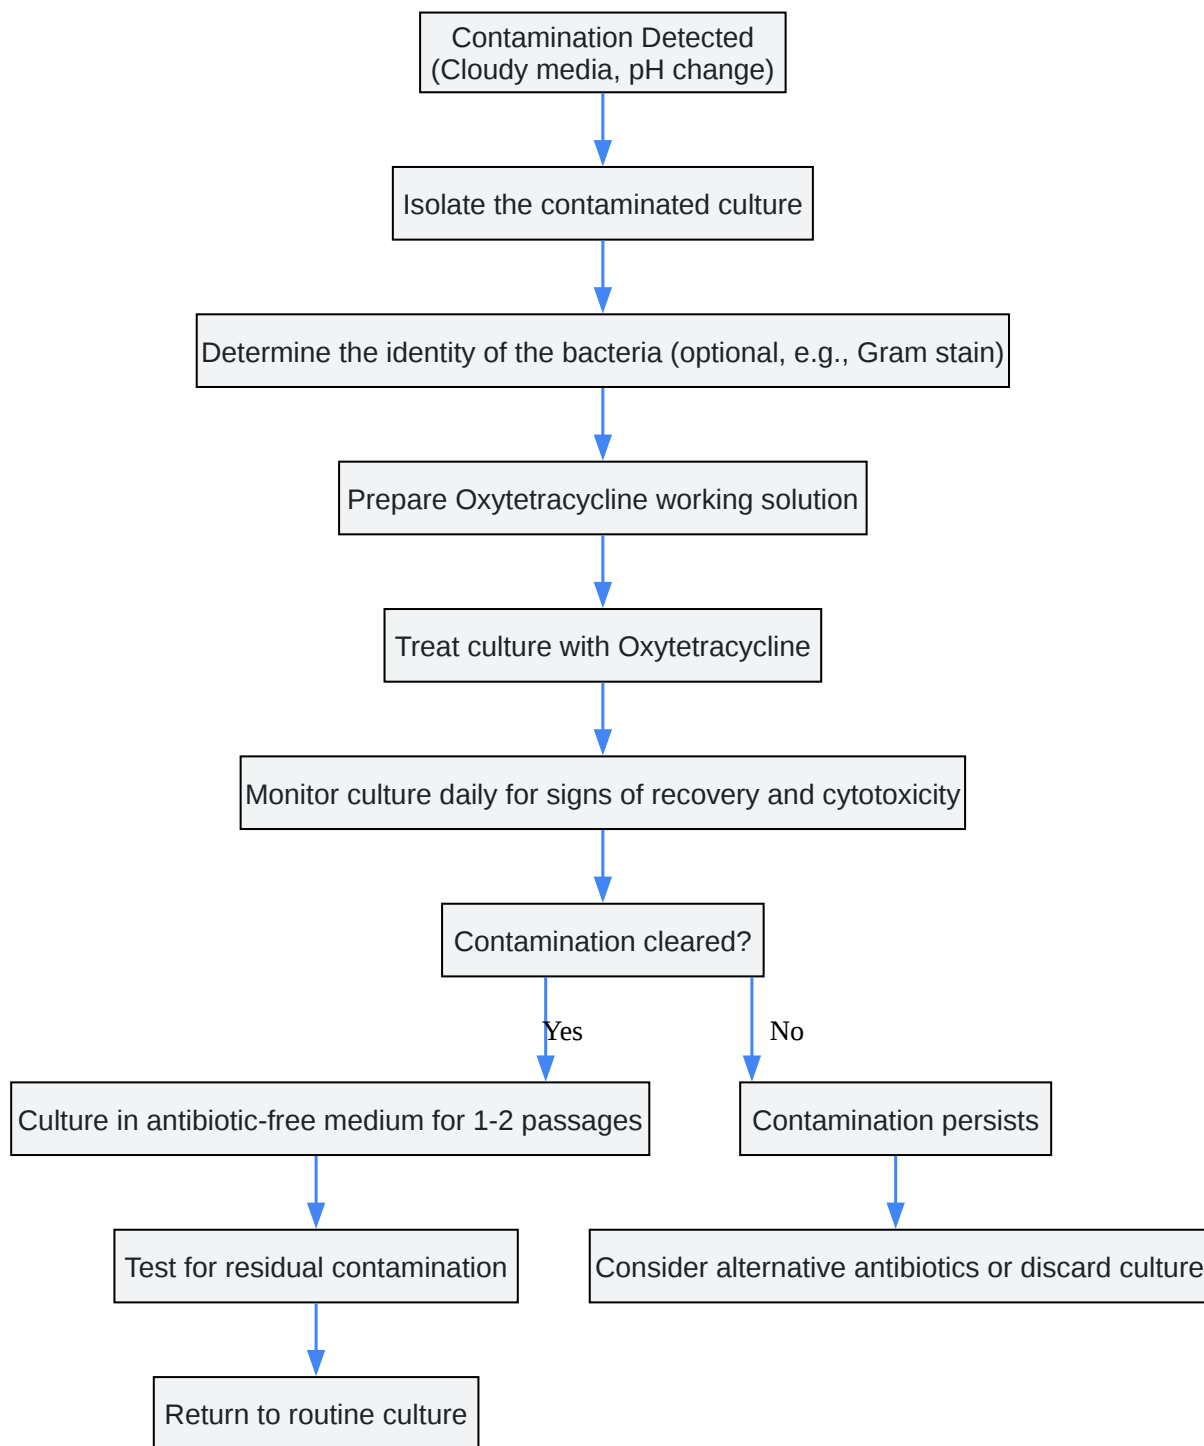 Contamination Detected
(Cloudy media, pH change)
Isolate the contaminated culture
Determine the identity of the bacteria (optional, e.g., Gram stain)
Prepare Oxytetracycline working solution
Treat culture with Oxytetracycline
Monitor culture daily for signs of recovery and cytotoxicity
Contamination cleared?
Yes
No
Culture in antibiotic-free medium for 1-2 passages
Contamination persists
Test for residual contamination
Consider alternative antibiotics or discard culture
Return to routine culture